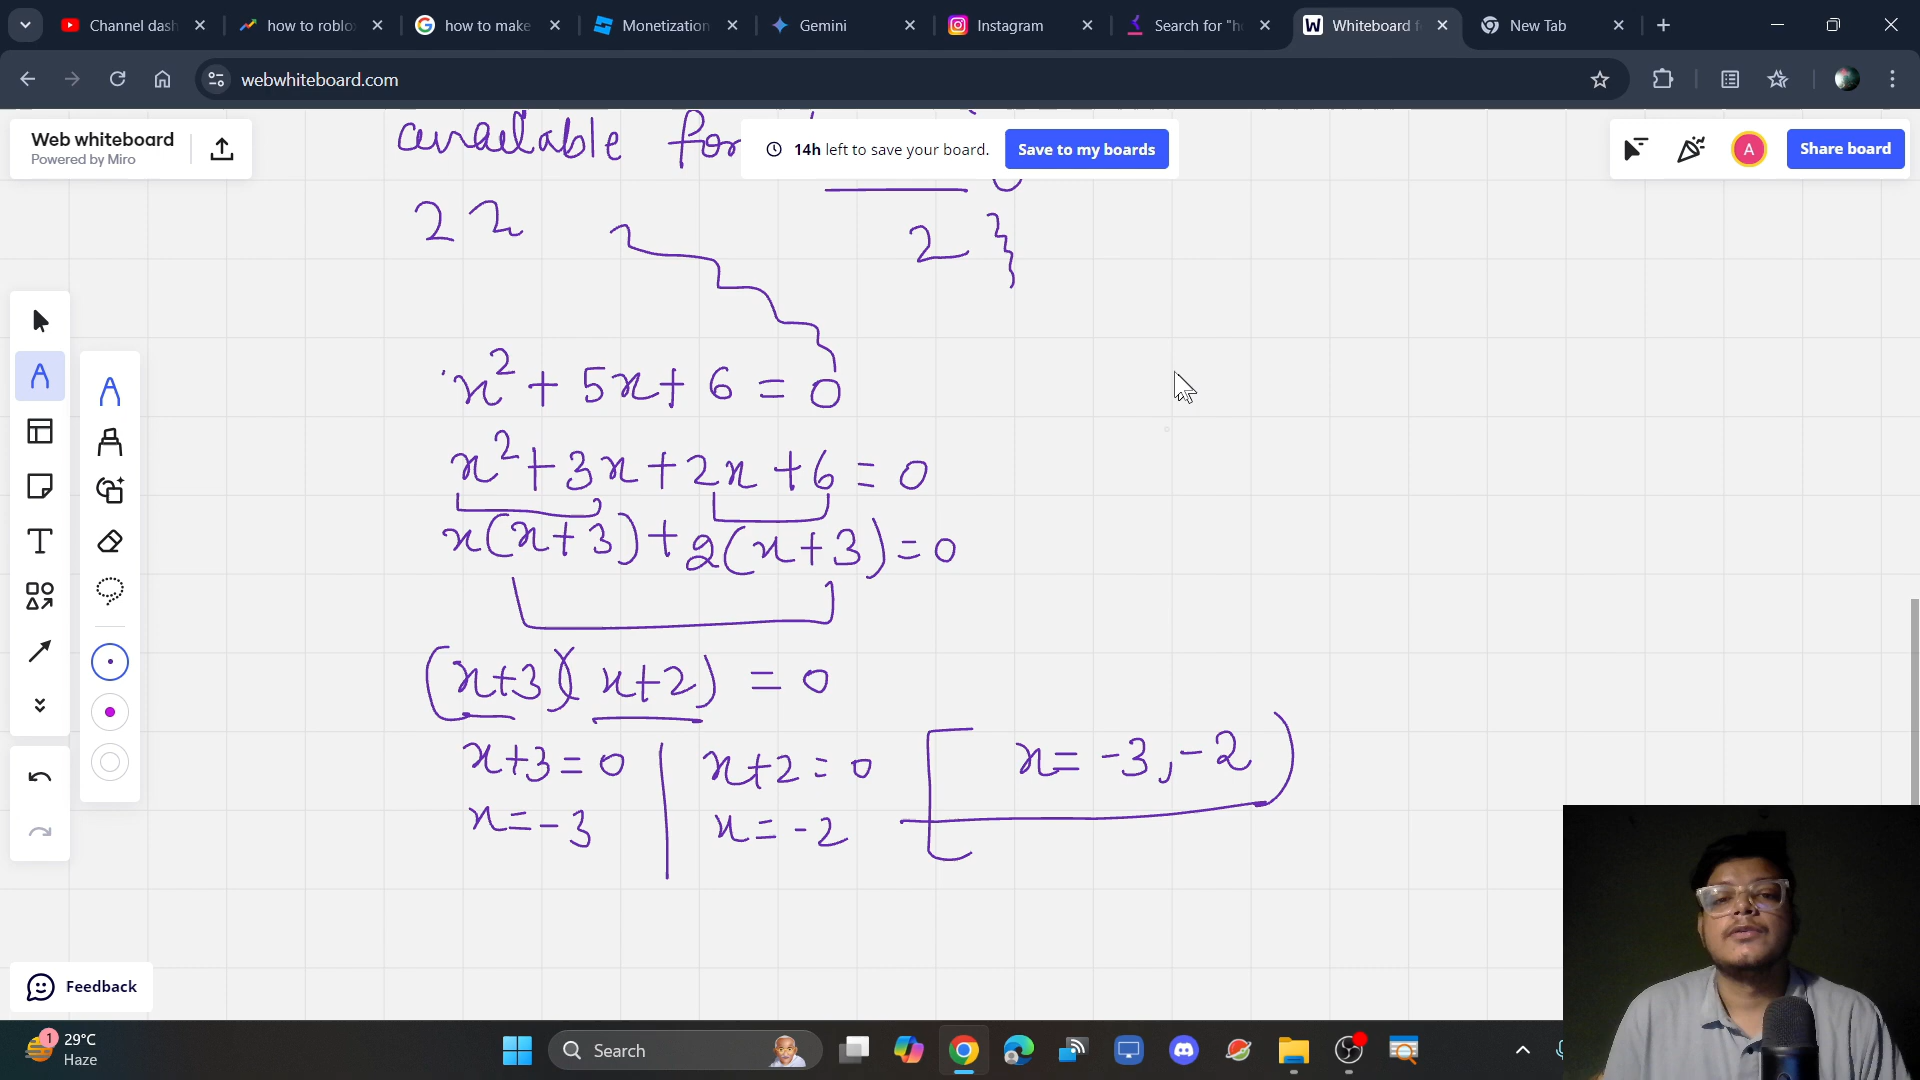 Channel dash
how to roblo
how to make
Monetization
Gemini
Instagram
Search for "h
Whiteboard f
New Tab
webwhiteboard.com
Web whiteboard
Powered by Miro
14h left to save your board.
Save to my boards
A
Share board
available for
2 2
2 }
x² + 5x + 6 = 0
x² + 3x + 2x + 6 = 0
x(x+3) + 2(x+3) = 0
(x+3)(x+2) = 0
x+3=0 | x+2=0
x=-3 | x=-2
[ x= -3, -2 )
Feedback
1
29°C
Haze
Search